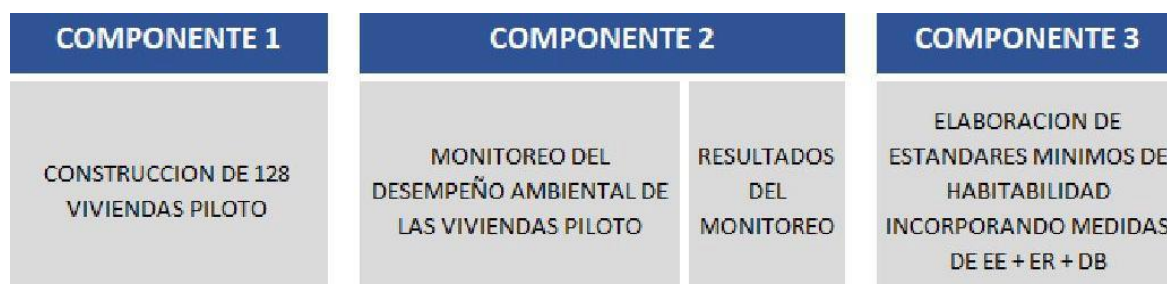 COMPONENTE 1
CONSTRUCCION DE 128
VIVIENDAS PILOTO
COMPONENTE 2
MONITOREO DEL
DESEMPEÑO AMBIENTAL DE
LAS VIVIENDAS PILOTO
RESULTADOS
DEL
MONITOREO
COMPONENTE 3
ELABORACION DE
ESTANDARES MINIMOS DE
HABITABILIDAD
INCORPORANDO MEDIDAS
DE EE + ER + DB